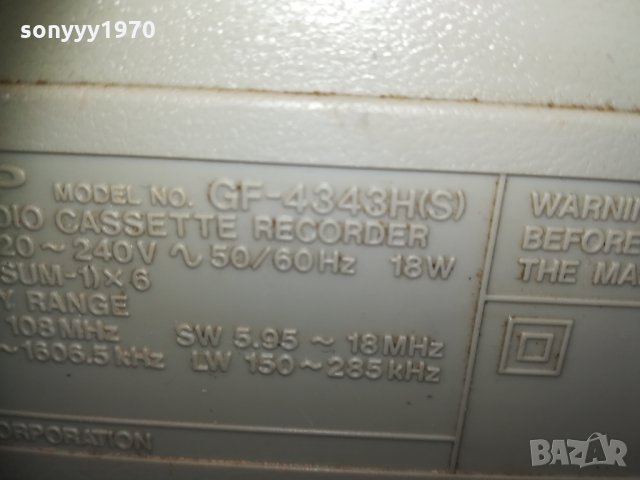 sonyyy1970
MODEL NO. GF-4343H(S)
DIO CASSETTE RECORDER
20~240V ∿ 50/60Hz 18W
(SUM-1)×6
Y RANGE
108MHz SW 5.95 ~ 18MHz
~1606.5kHz LW 150~285kHz
ORPORATION
WARNIN
BEFORE
THE MA
BAZAR